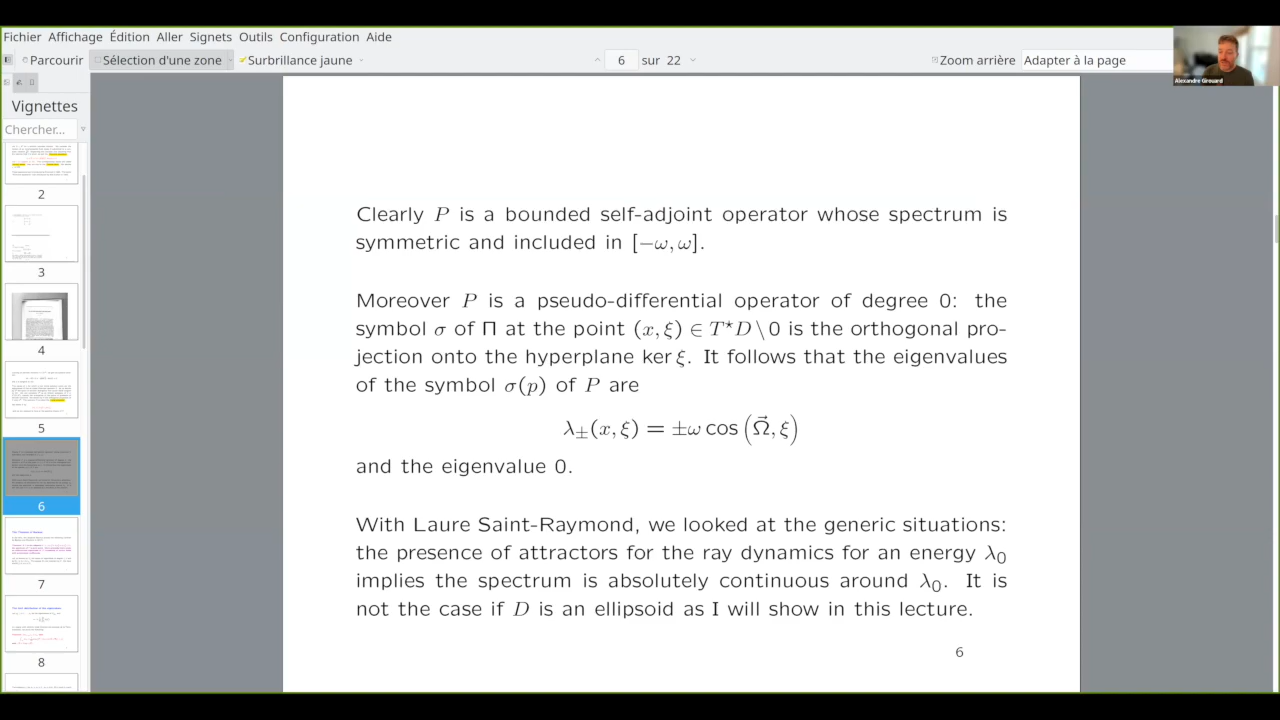 Fichier Affichage Édition Aller Signets Outils Configuration Aide
Parcourir Sélection d'une zone Surbrillance jaune 6 sur 22 Zoom arrière Adapter à la page
Alexandre Girouard
Vignettes
Chercher...
2
3
4
5
6
7
8
Clearly P is a bounded self-adjoint operator whose spectrum is
symmetric and included in [−ω, ω].
Moreover P is a pseudo-differential operator of degree 0: the
symbol σ of Π at the point (x, ξ) ∈ T⋆D \ 0 is the orthogonal pro-
jection onto the hyperplane ker ξ. It follows that the eigenvalues
of the symbol σ(p) of P are
λ±(x, ξ) = ±ω cos (Ω⃗, ξ)
and the eigenvalue 0.
With Laure Saint-Raymond, we looked at the generic situations:
the presence of attractors for the ray dynamics for an energy λ₀
implies the spectrum is absolutely continuous around λ₀. It is
not the case if D is an ellipsoid as I will show in this lecture.
6